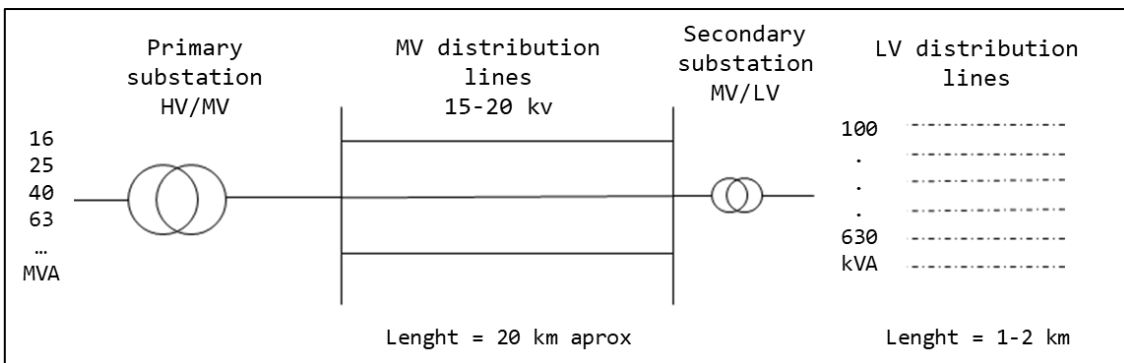 Primary
substation
HV/MV
MV distribution
lines
15-20 kv
Secondary
substation
MV/LV
LV distribution
lines
16
25
40
63
…
MVA
100
.
.
.
630
kVA
Lenght = 20 km aprox
Lenght = 1-2 km